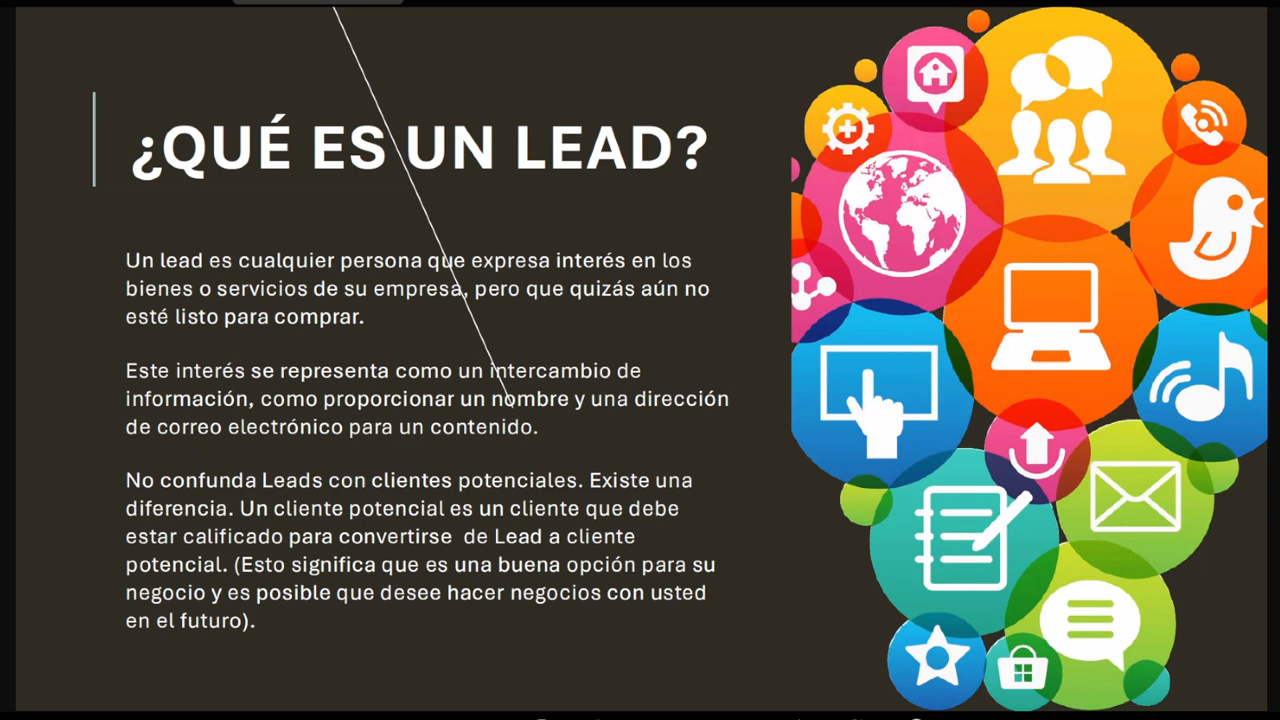 ¿QUÉ ES UN LEAD?
Un lead es cualquier persona que expresa interés en los
bienes o servicios de su empresa, pero que quizás aún no
esté listo para comprar.
Este interés se representa como un intercambio de
información, como proporcionar un nombre y una dirección
de correo electrónico para un contenido.
No confunda Leads con clientes potenciales. Existe una
diferencia. Un cliente potencial es un cliente que debe
estar calificado para convertirse  de Lead a cliente
potencial. (Esto significa que es una buena opción para su
negocio y es posible que desee hacer negocios con usted
en el futuro).